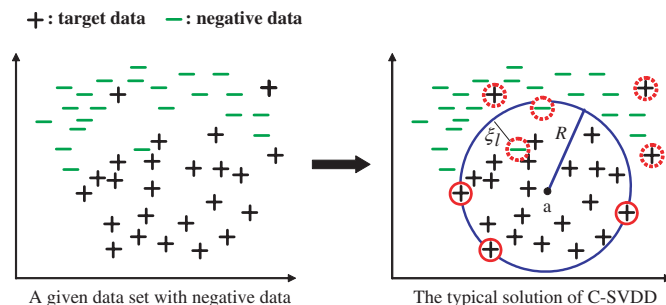 + : target data − : negative data
ξl
R
a
A given data set with negative data
The typical solution of C-SVDD